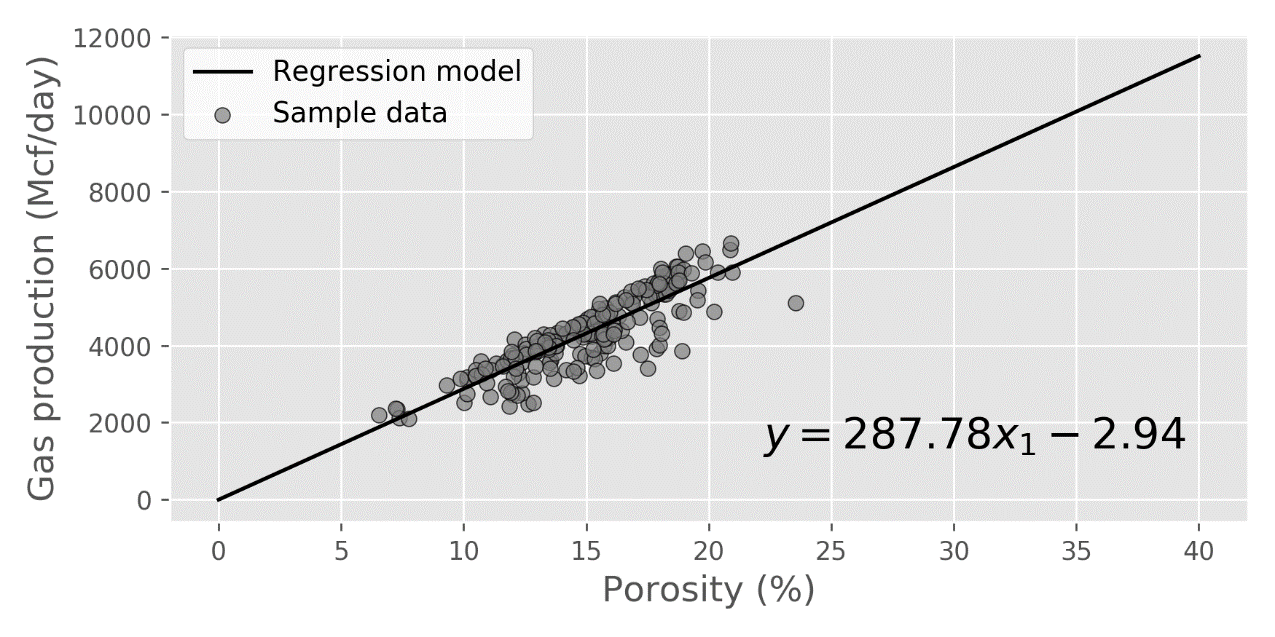 12000
10000
8000
6000
4000
2000
0
Gas production (Mcf/day)
Regression model
Sample data
y = 287.78x₁ − 2.94
0 5 10 15 20 25 30 35 40
Porosity (%)